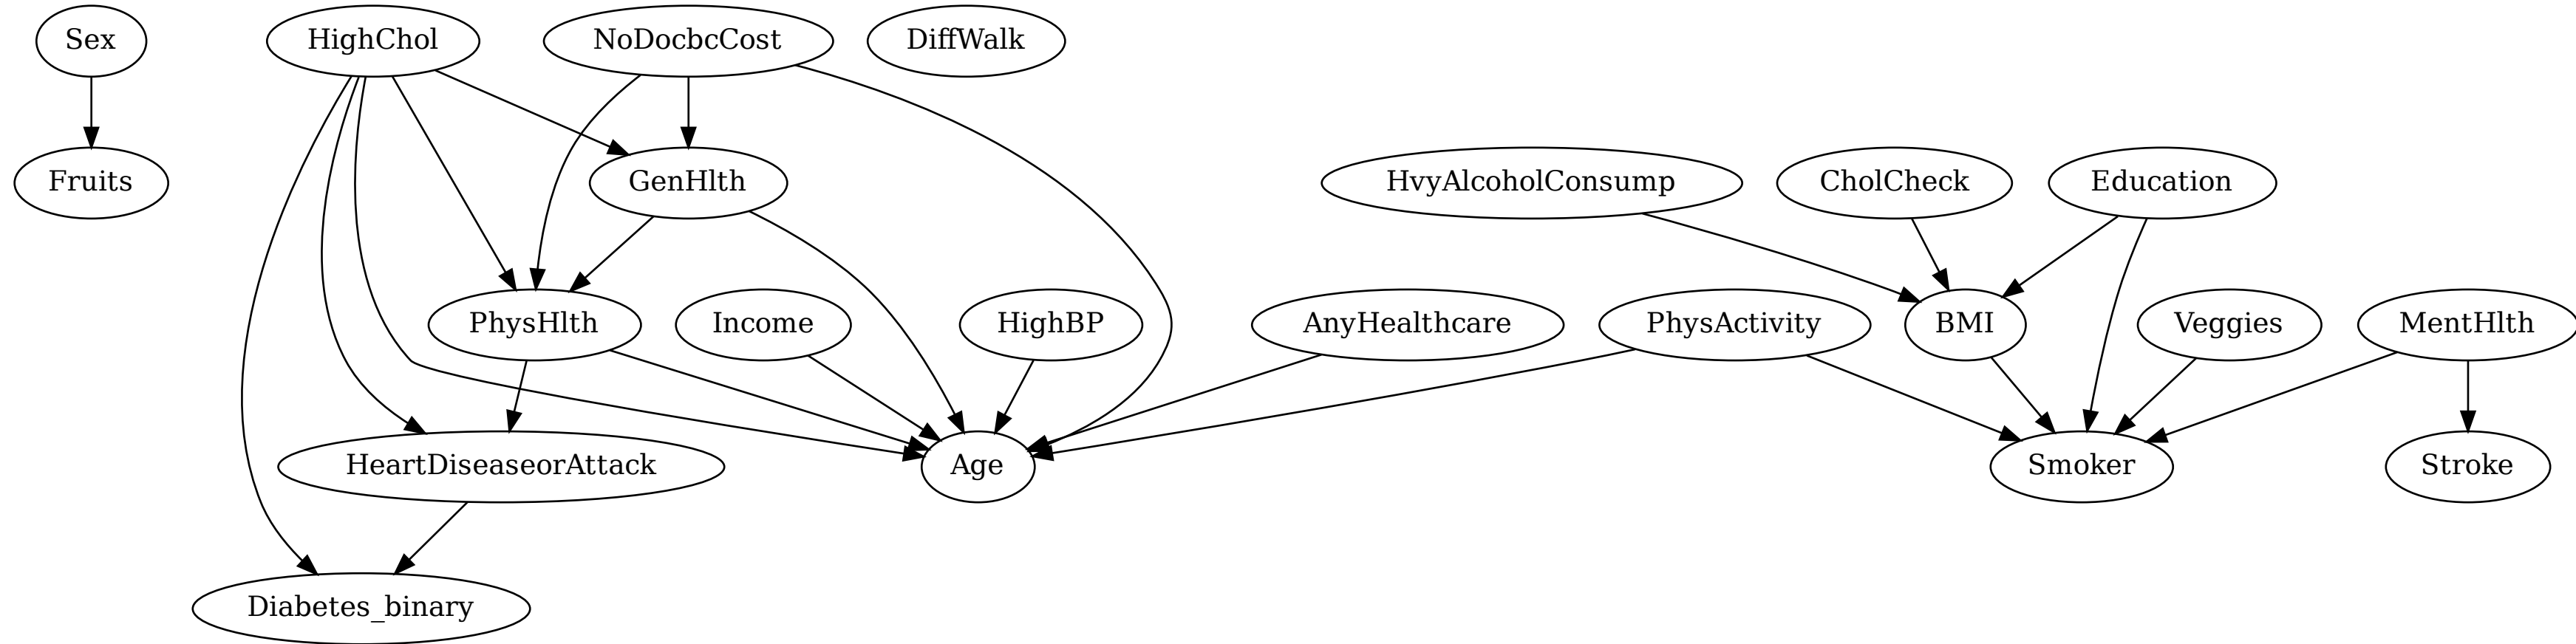 Sex
HighChol
NoDocbcCost
DiffWalk
Fruits
GenHlth
HvyAlcoholConsump
CholCheck
Education
PhysHlth
Income
HighBP
AnyHealthcare
PhysActivity
BMI
Veggies
MentHlth
HeartDiseaseorAttack
Age
Smoker
Stroke
Diabetes_binary